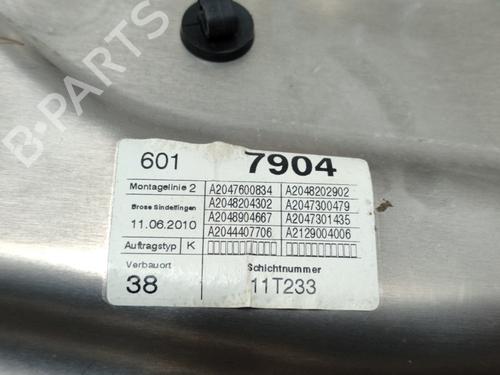 B-PARTS
601 7904
Montagelinie 2 A2047600834 A2048202902
Brose Sindelfingen A2048204302 A2047300479
11.06.2010 A2048904667 A2047301435
A2044407706 A2129004006
Auftragstyp K
Verbauort Schichtnummer
38 11T233